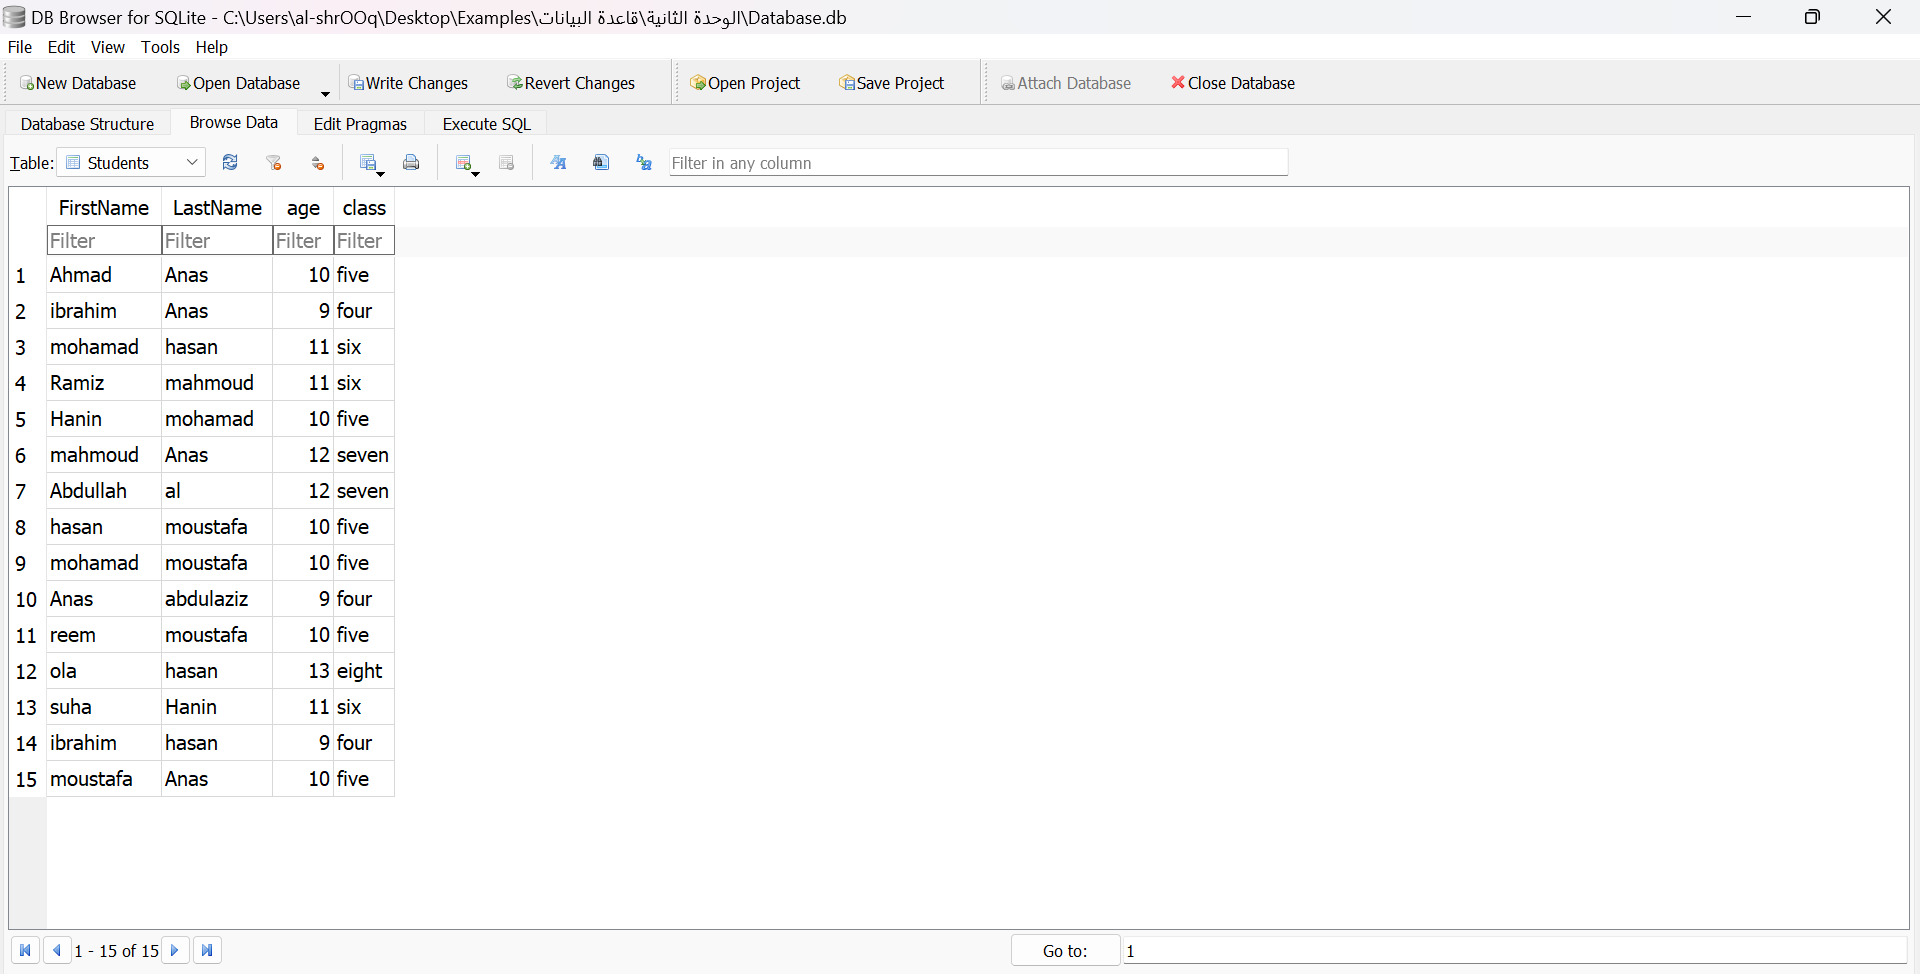 DB Browser for SQLite - C:\Users\al-shrOOq\Desktop\Examples\الوحدة الثانية\قاعدة البيانات\Database.db
File Edit View Tools Help
New Database Open Database Write Changes Revert Changes Open Project Save Project Attach Database Close Database
Database Structure Browse Data Edit Pragmas Execute SQL
Table: Students Filter in any column
FirstName LastName age class
Filter Filter Filter Filter
1 Ahmad Anas 10 five
2 ibrahim Anas 9 four
3 mohamad hasan 11 six
4 Ramiz mahmoud 11 six
5 Hanin mohamad 10 five
6 mahmoud Anas 12 seven
7 Abdullah al 12 seven
8 hasan moustafa 10 five
9 mohamad moustafa 10 five
10 Anas abdulaziz 9 four
11 reem moustafa 10 five
12 ola hasan 13 eight
13 suha Hanin 11 six
14 ibrahim hasan 9 four
15 moustafa Anas 10 five
1 - 15 of 15 Go to: 1